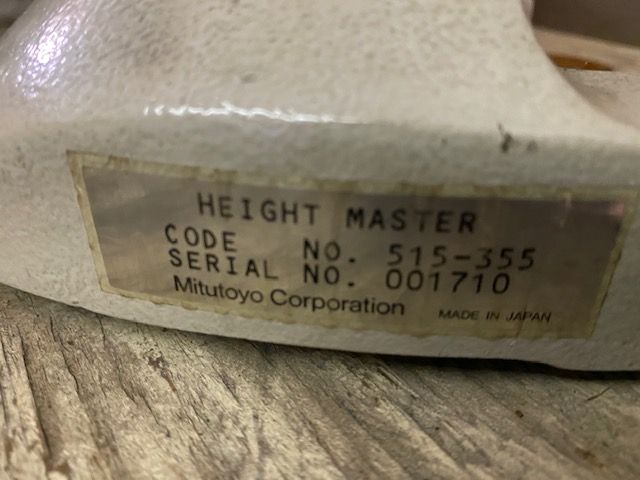 HEIGHT MASTER
CODE NO. 515-355
SERIAL NO. 001710
Mitutoyo Corporation MADE IN JAPAN